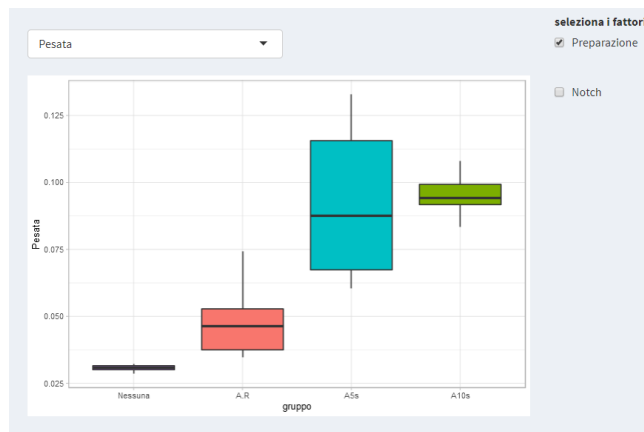 seleziona i fattori
Pesata
Preparazione
Notch
0.125
0.100
0.075
0.050
0.025
Pesata
Nessuna
A.R
A5s
A10s
gruppo